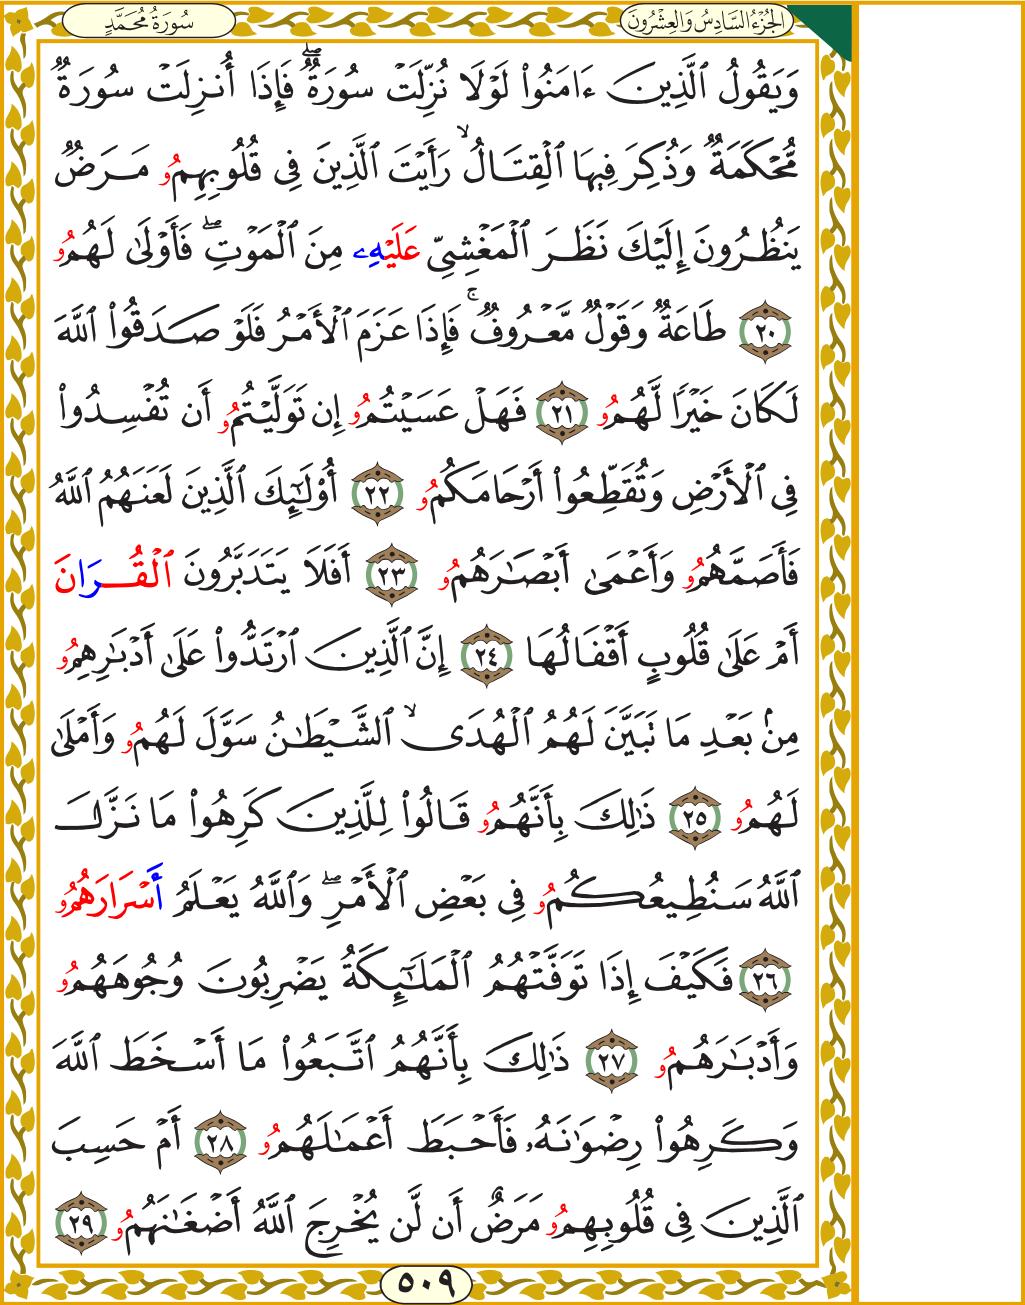 الجُزْءُ السَّادِسُ وَالعِشْرُونَ
سُورَةُ مُحَمَّدٍ
وَيَقُولُ ٱلَّذِينَ ءَامَنُوا۟ لَوْلَا نُزِّلَتْ سُورَةٌۖ فَإِذَآ أُنزِلَتْ سُورَةٌ
مُّحْكَمَةٌ وَذُكِرَ فِيهَا ٱلْقِتَالُۙ رَأَيْتَ ٱلَّذِينَ فِى قُلُوبِهِمُۥ مَرَضٌ
يَنظُرُونَ إِلَيْكَ نَظَرَ ٱلْمَغْشِىِّ عَلَيْهِۦ مِنَ ٱلْمَوْتِۖ فَأَوْلَىٰ لَهُمُۥ
٢٠ طَاعَةٌ وَقَوْلٌ مَّعْرُوفٌۚ فَإِذَا عَزَمَ ٱلْأَمْرُ فَلَوْ صَدَقُوا۟ ٱللَّهَ
لَكَانَ خَيْرًا لَّهُمُۥ ٢١ فَهَلْ عَسَيْتُمُۥ إِن تَوَلَّيْتُمُۥ أَن تُفْسِدُوا۟
فِى ٱلْأَرْضِ وَتُقَطِّعُوٓا۟ أَرْحَامَكُمُۥ ٢٢ أُو۟لَٰٓئِكَ ٱلَّذِينَ لَعَنَهُمُ ٱللَّهُ
فَأَصَمَّهُمُۥ وَأَعْمَىٰٓ أَبْصَٰرَهُمُۥ ٢٣ أَفَلَا يَتَدَبَّرُونَ ٱلْقُرَانَ
أَمْ عَلَىٰ قُلُوبٍ أَقْفَالُهَآ ٢٤ إِنَّ ٱلَّذِينَ ٱرْتَدُّوا۟ عَلَىٰٓ أَدْبَٰرِهِمُۥ
مِنۢ بَعْدِ مَا تَبَيَّنَ لَهُمُ ٱلْهُدَىۙ ٱلشَّيْطَٰنُ سَوَّلَ لَهُمُۥ وَأَمْلَىٰ
لَهُمُۥ ٢٥ ذَٰلِكَ بِأَنَّهُمُۥ قَالُوا۟ لِلَّذِينَ كَرِهُوا۟ مَا نَزَّلَ
ٱللَّهُ سَنُطِيعُكُمُۥ فِى بَعْضِ ٱلْأَمْرِۖ وَٱللَّهُ يَعْلَمُ أَسْرَارَهُمُۥ
٢٦ فَكَيْفَ إِذَا تَوَفَّتْهُمُ ٱلْمَلَٰٓئِكَةُ يَضْرِبُونَ وُجُوهَهُمُۥ
وَأَدْبَٰرَهُمُۥ ٢٧ ذَٰلِكَ بِأَنَّهُمُ ٱتَّبَعُوا۟ مَآ أَسْخَطَ ٱللَّهَ
وَكَرِهُوا۟ رِضْوَٰنَهُۥ فَأَحْبَطَ أَعْمَٰلَهُمُۥ ٢٨ أَمْ حَسِبَ
ٱلَّذِينَ فِى قُلُوبِهِمُۥ مَرَضٌ أَن لَّن يُخْرِجَ ٱللَّهُ أَضْغَٰنَهُمُۥ ٢٩
٥٠٩